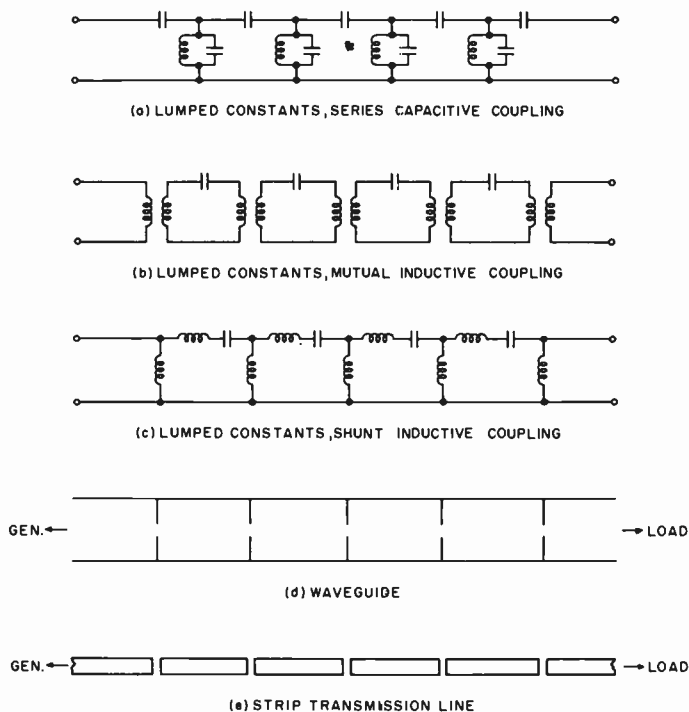 (a) LUMPED CONSTANTS, SERIES CAPACITIVE COUPLING
(b) LUMPED CONSTANTS, MUTUAL INDUCTIVE COUPLING
(c) LUMPED CONSTANTS, SHUNT INDUCTIVE COUPLING
GEN. LOAD
(d) WAVEGUIDE
GEN. LOAD
(e) STRIP TRANSMISSION LINE